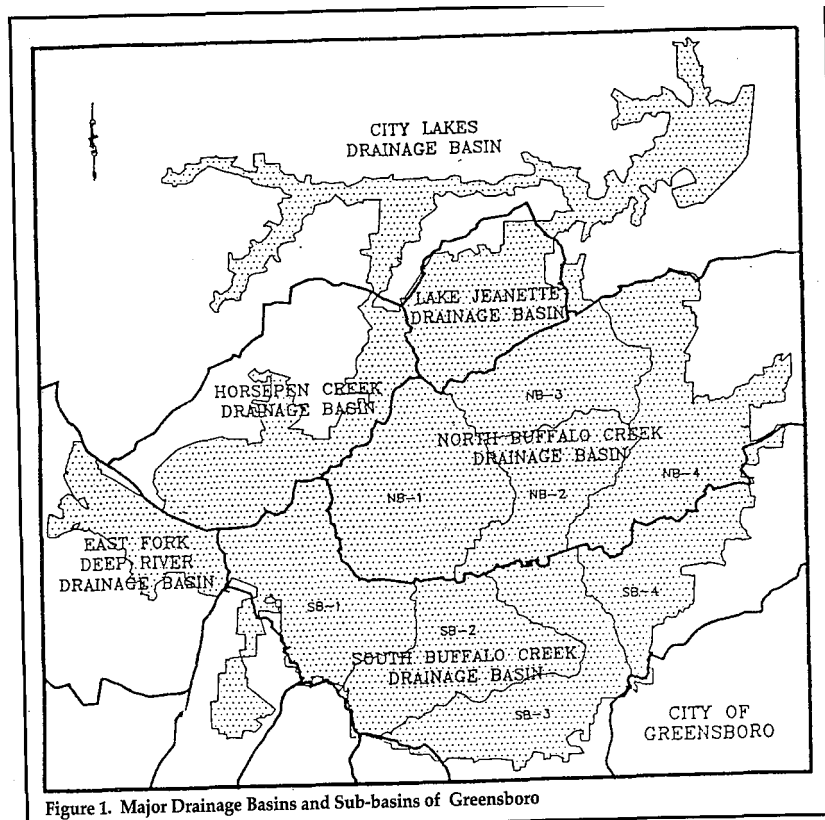 CITY LAKES
DRAINAGE BASIN
LAKE JEANETTE
DRAINAGE BASIN
HORSEPEN CREEK
DRAINAGE BASIN
NB-3
NORTH BUFFALO CREEK
DRAINAGE BASIN
NB-4
NB-1
NB-2
EAST FORK
DEEP RIVER
DRAINAGE BASIN
SB-1
SB-4
SB-2
SOUTH BUFFALO CREEK
DRAINAGE BASIN
SB-3
CITY OF
GREENSBORO
Figure 1. Major Drainage Basins and Sub-basins of Greensboro